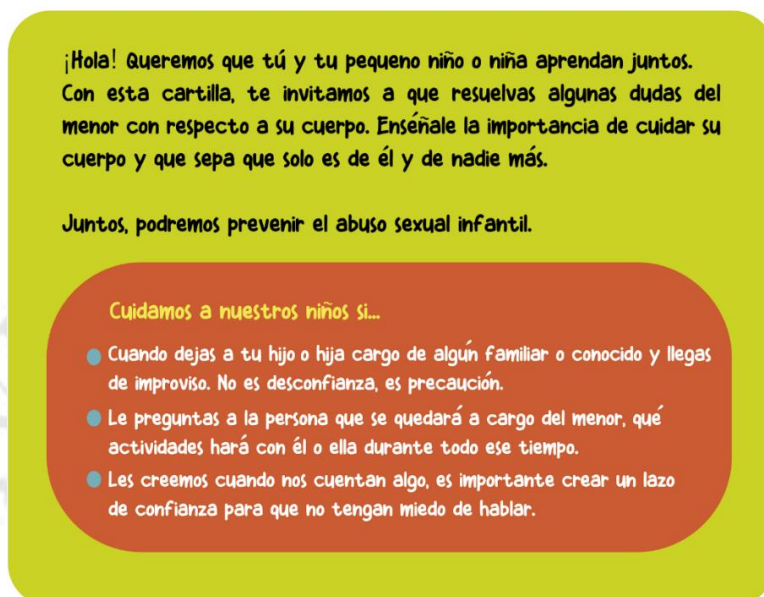 ¡Hola! Queremos que tú y tu pequeño niño o niña aprendan juntos.
Con esta cartilla, te invitamos a que resuelvas algunas dudas del
menor con respecto a su cuerpo. Enséñale la importancia de cuidar su
cuerpo y que sepa que solo es de él y de nadie más.
Juntos, podremos prevenir el abuso sexual infantil.
Cuidamos a nuestros niños si...
Cuando dejas a tu hijo o hija cargo de algún familiar o conocido y llegas
de improviso. No es desconfianza, es precaución.
Le preguntas a la persona que se quedará a cargo del menor, qué
actividades hará con él o ella durante todo ese tiempo.
Les creemos cuando nos cuentan algo, es importante crear un lazo
de confianza para que no tengan miedo de hablar.